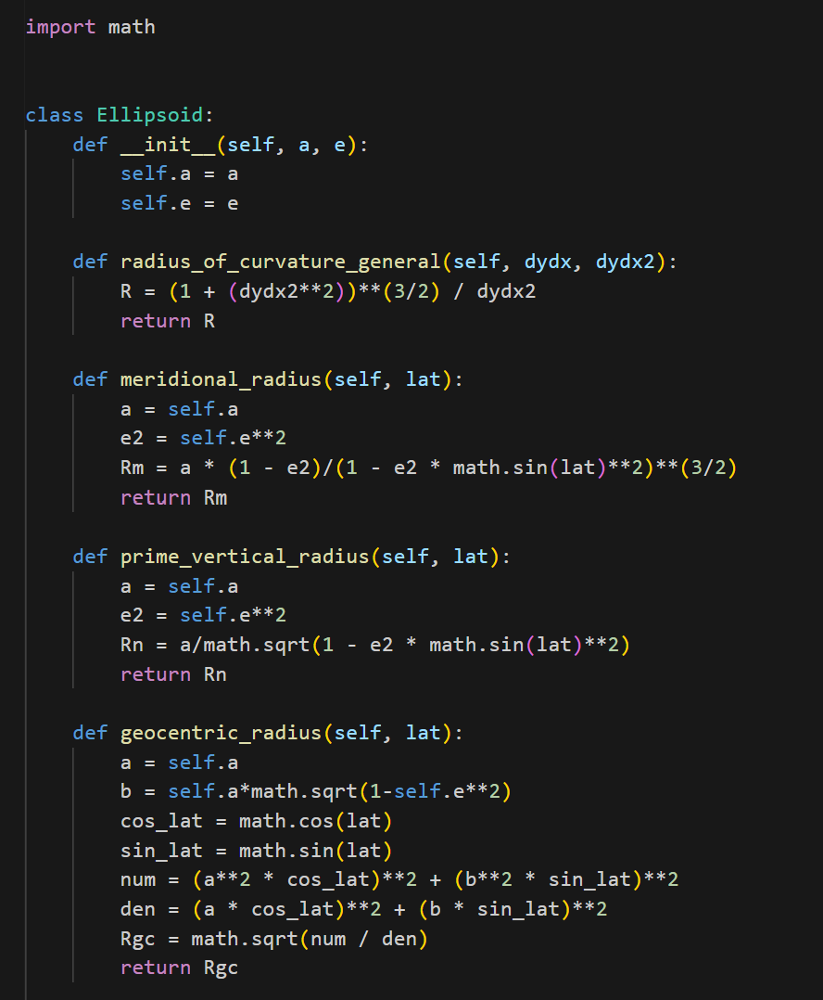 import math
class Ellipsoid:
    def __init__(self, a, e):
        self.a = a
        self.e = e
    def radius_of_curvature_general(self, dydx, dydx2):
        R = (1 + (dydx2**2))**(3/2) / dydx2
        return R
    def meridional_radius(self, lat):
        a = self.a
        e2 = self.e**2
        Rm = a * (1 - e2)/(1 - e2 * math.sin(lat)**2)**(3/2)
        return Rm
    def prime_vertical_radius(self, lat):
        a = self.a
        e2 = self.e**2
        Rn = a/math.sqrt(1 - e2 * math.sin(lat)**2)
        return Rn
    def geocentric_radius(self, lat):
        a = self.a
        b = self.a*math.sqrt(1-self.e**2)
        cos_lat = math.cos(lat)
        sin_lat = math.sin(lat)
        num = (a**2 * cos_lat)**2 + (b**2 * sin_lat)**2
        den = (a * cos_lat)**2 + (b * sin_lat)**2
        Rgc = math.sqrt(num / den)
        return Rgc